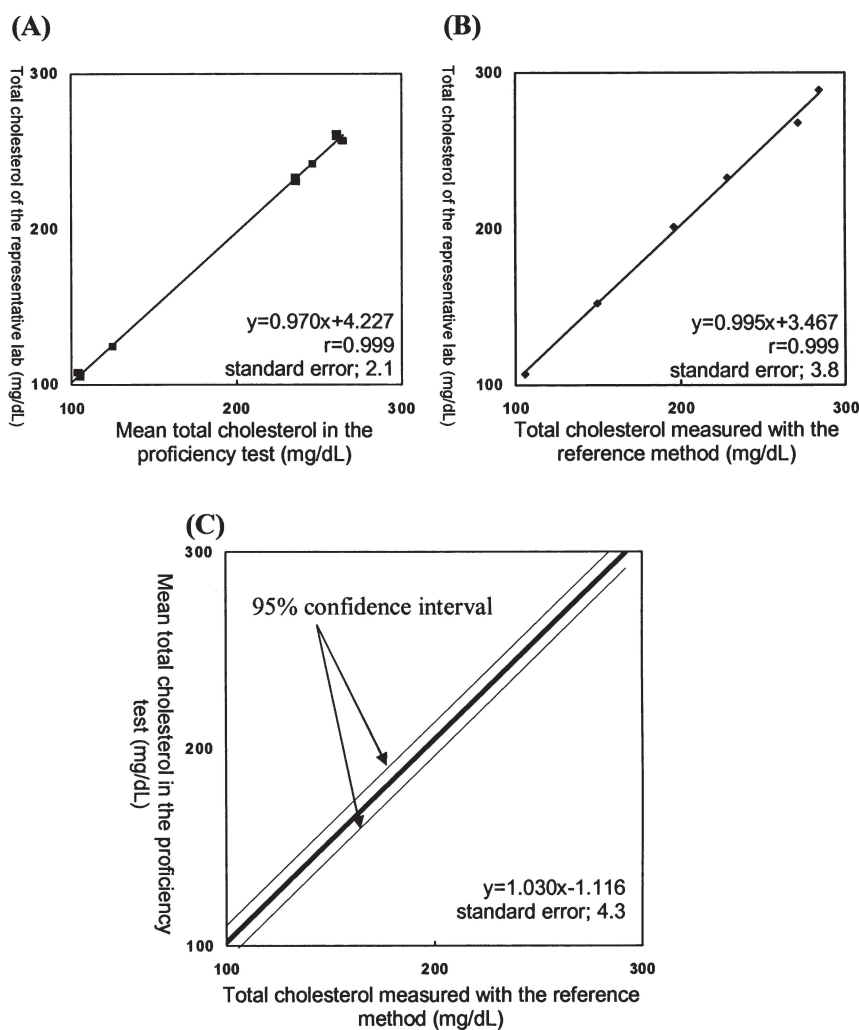 (A)
Total cholesterol of the representative lab (mg/dL)
300
200
100
100
200
300
y=0.970x+4.227
r=0.999
standard error; 2.1
Mean total cholesterol in the
proficiency test (mg/dL)
(B)
Total cholesterol of the representative lab (mg/dL)
300
200
100
100
200
300
y=0.995x+3.467
r=0.999
standard error; 3.8
Total cholesterol measured with the
reference method (mg/dL)
(C)
Mean total cholesterol in the proficiency
test (mg/dL)
300
200
100
95% confidence interval
y=1.030x-1.116
standard error; 4.3
100
200
300
Total cholesterol measured with the reference
method (mg/dL)